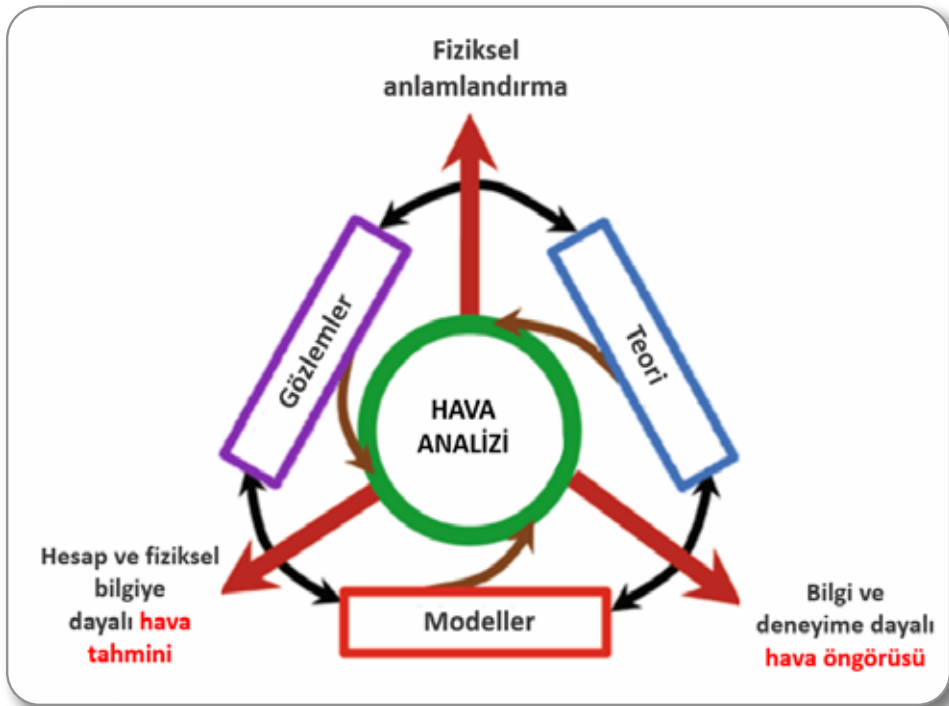 Fiziksel
anlamlandırma
Gözlemler
Teori
HAVA
ANALİZİ
Hesap ve fiziksel
bilgiye
dayalı hava
tahmini
Modeller
Bilgi ve
deneyime dayalı
hava öngörüsü